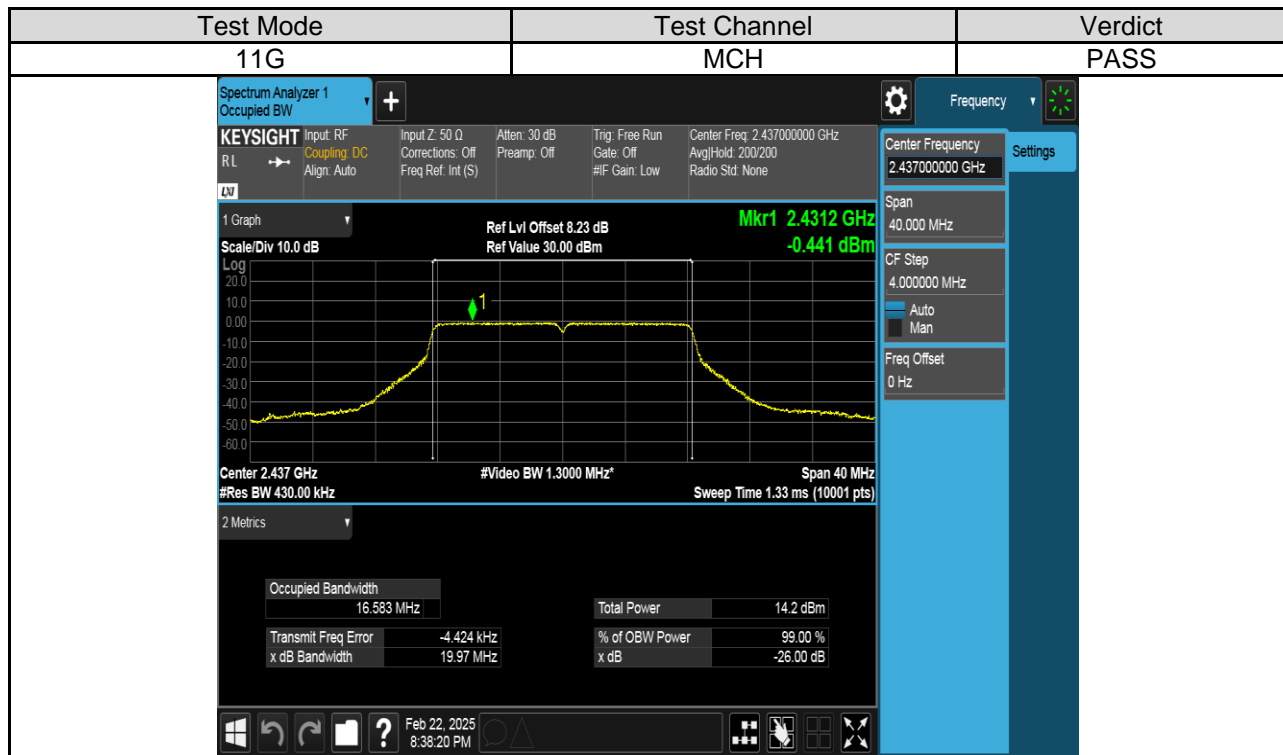 Test Mode Test Channel Verdict
11G MCH PASS
Spectrum Analyzer 1
Occupied BW
+
Frequency
KEYSIGHT
RL
LXI
Input: RF
Coupling: DC
Align: Auto
Input Z: 50 Ω
Corrections: Off
Freq Ref: Int (S)
Atten: 30 dB
Preamp: Off
Trig: Free Run
Gate: Off
#IF Gain: Low
Center Freq: 2.437000000 GHz
Avg|Hold: 200/200
Radio Std: None
Center Frequency
2.437000000 GHz
Settings
Span
40.000 MHz
CF Step
4.000000 MHz
Auto
Man
Freq Offset
0 Hz
1 Graph
Scale/Div 10.0 dB
Ref Lvl Offset 8.23 dB
Ref Value 30.00 dBm
Mkr1 2.4312 GHz
-0.441 dBm
Log
20.0
10.0
0.00
-10.0
-20.0
-30.0
-40.0
-50.0
-60.0
1
Center 2.437 GHz
#Res BW 430.00 kHz
#Video BW 1.3000 MHz*
Span 40 MHz
Sweep Time 1.33 ms (10001 pts)
2 Metrics
Occupied Bandwidth
16.583 MHz
Total Power 14.2 dBm
Transmit Freq Error -4.424 kHz
% of OBW Power 99.00 %
x dB Bandwidth 19.97 MHz
x dB -26.00 dB
?
Feb 22, 2025
8:38:20 PM